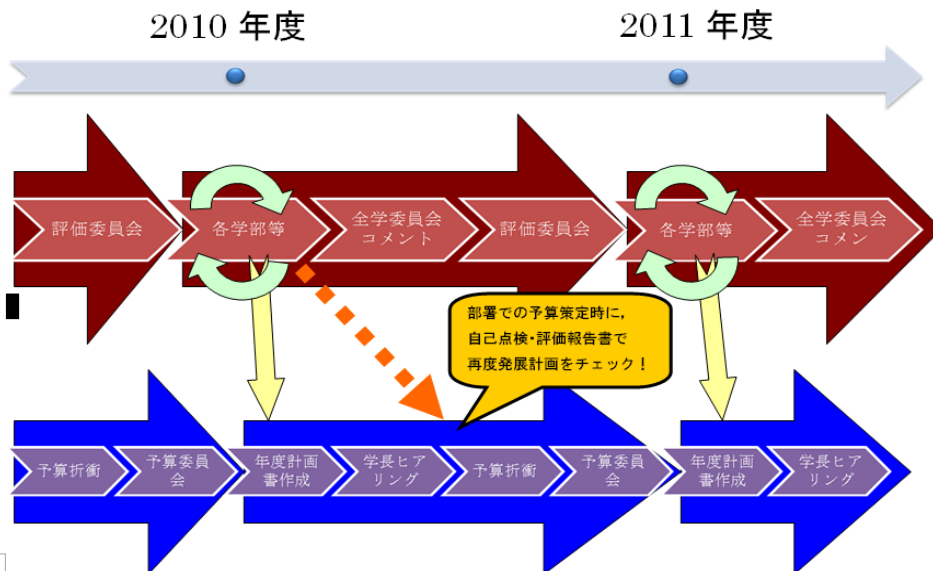 2010 年度
2011 年度
評価委員会
各学部等
全学委員会
コメント
評価委員会
各学部等
全学委員会
コメン
部署での予算策定時に,
自己点検・評価報告書で
再度発展計画をチェック！
予算折衝
予算委員
会
年度計画
書作成
学長ヒア
リング
予算折衝
予算委員
会
年度計画
書作成
学長ヒア
リング